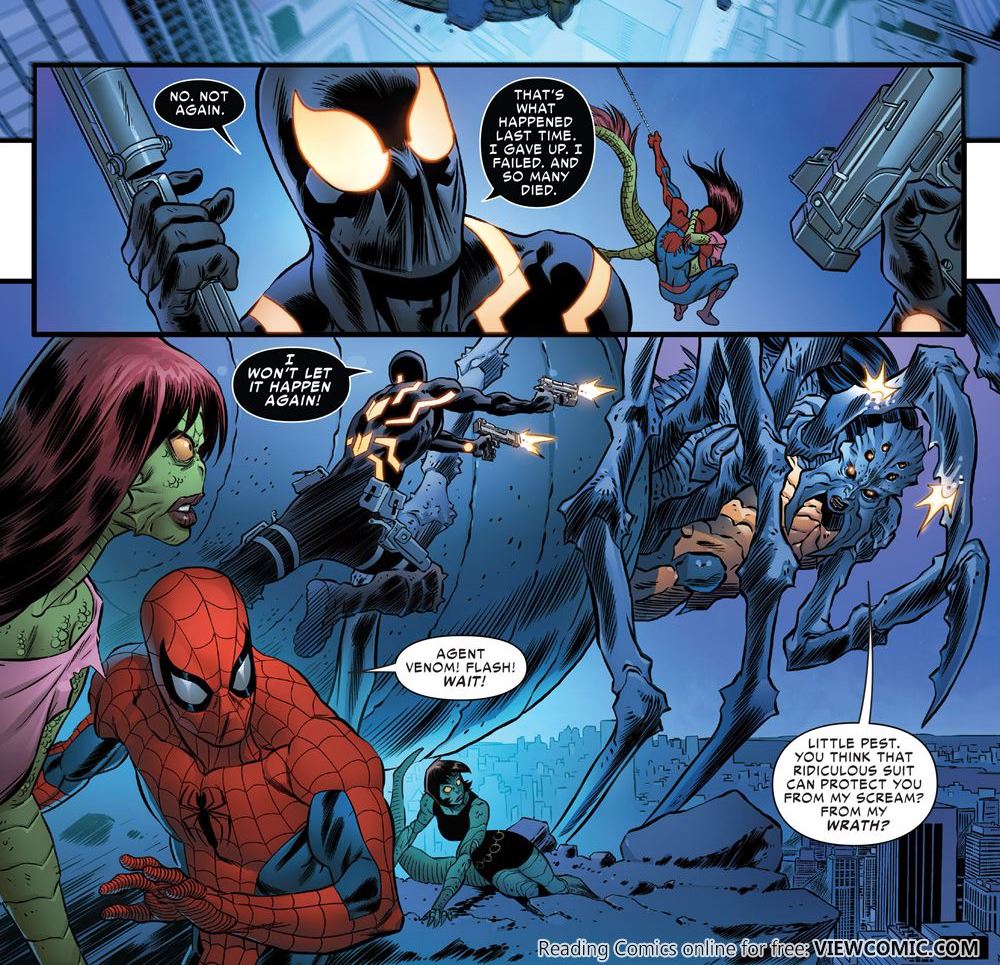 NO. NOT
AGAIN.
THAT'S
WHAT
HAPPENED
LAST TIME.
I GAVE UP. I
FAILED. AND
SO MANY
DIED.
I
WON'T LET
IT HAPPEN
AGAIN!
AGENT
VENOM! FLASH!
WAIT!
LITTLE PEST.
YOU THINK THAT
RIDICULOUS SUIT
CAN PROTECT YOU
FROM MY SCREAM?
FROM MY
WRATH?
Reading Comics online for free: VIEWCOMIC.COM